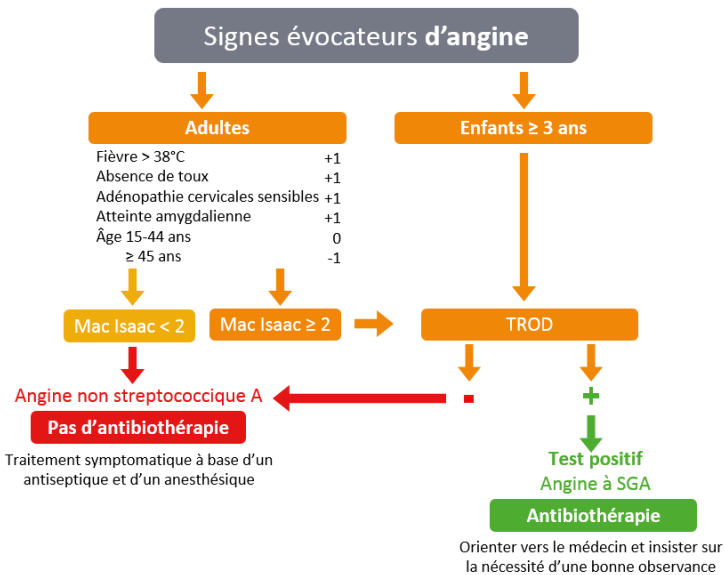 Signes évocateurs d'angine
Adultes
Enfants ≥ 3 ans
Fièvre > 38°C +1
Absence de toux +1
Adénopathie cervicales sensibles +1
Atteinte amygdalienne +1
Âge 15-44 ans 0
≥ 45 ans -1
Mac Isaac < 2
Mac Isaac ≥ 2
TROD
Angine non streptococcique A
-
+
Pas d'antibiothérapie
Traitement symptomatique à base d'un
antiseptique et d'un anesthésique
Test positif
Angine à SGA
Antibiothérapie
Orienter vers le médecin et insister sur
la nécessité d'une bonne observance